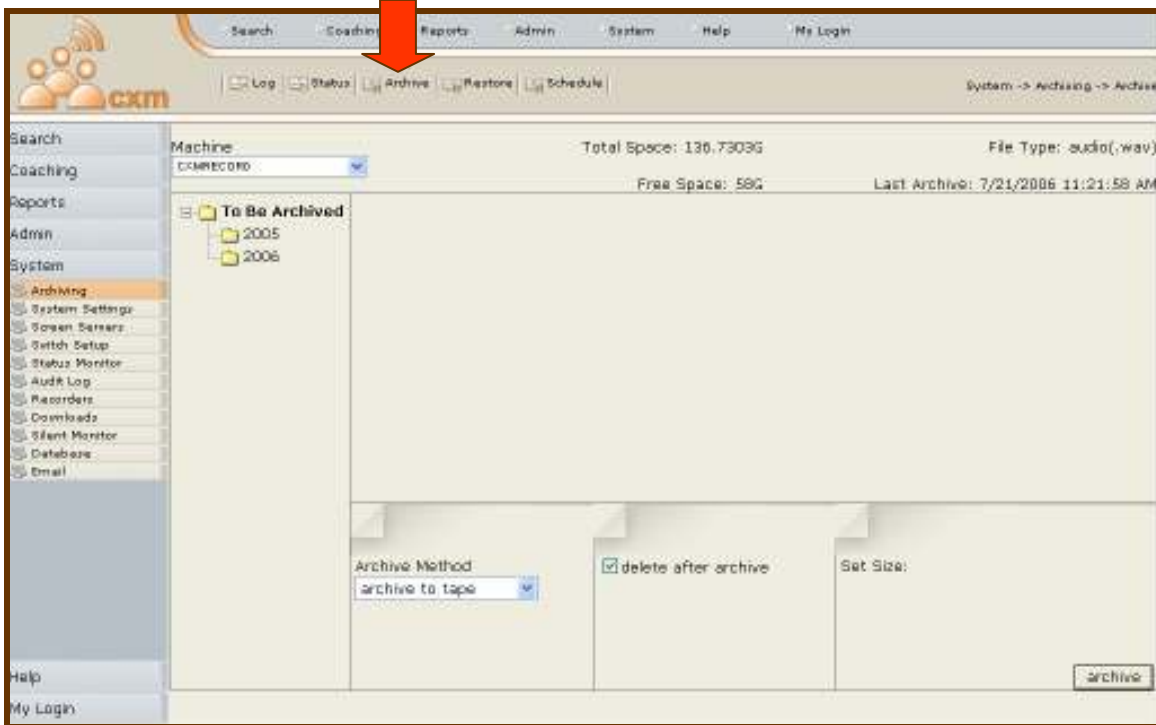 Search Coaching Reports Admin System Help My Login
cxm
Log Status Archive Restore Schedule
System -> Archiving -> Archive
Search
Coaching
Reports
Admin
System
Archiving
System Settings
Screen Servers
Switch Setup
Status Monitor
Audit Log
Recorders
Downloads
Silent Monitor
Database
Email
Help
My Login
Machine
CXMRECORD
Total Space: 136.7303G
File Type: audio(.wav)
Free Space: 58G
Last Archive: 7/21/2006 11:21:58 AM
To Be Archived
2005
2006
Archive Method
archive to tape
delete after archive
Set Size:
archive